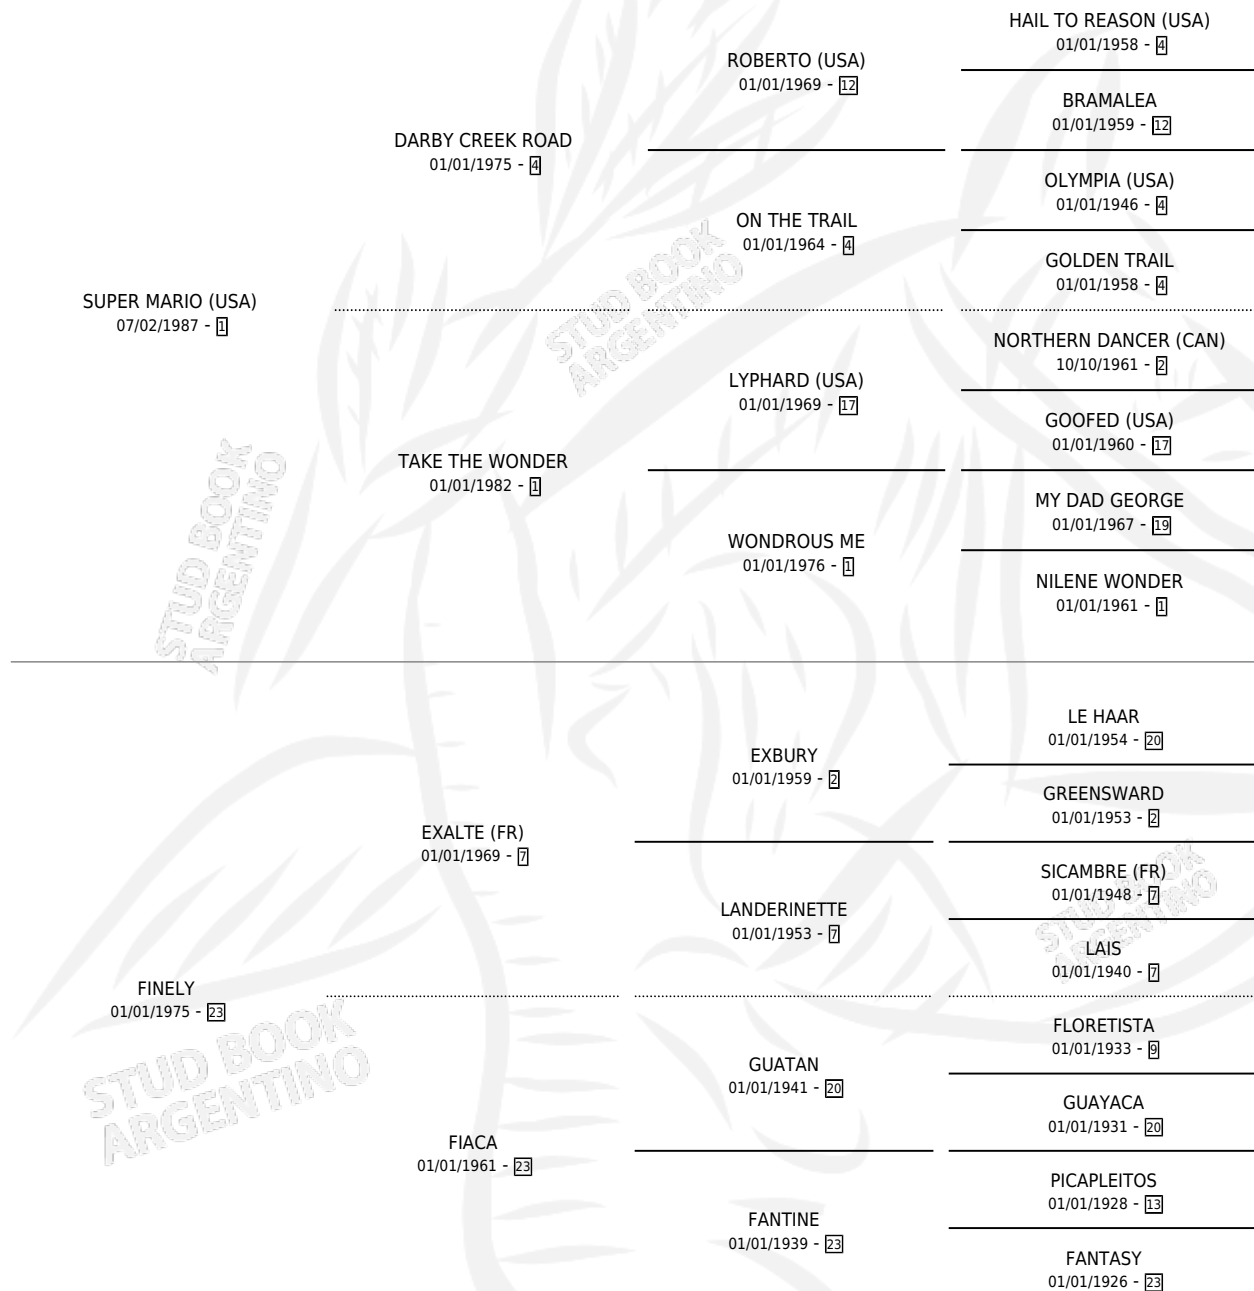 HAIL TO REASON (USA)
01/01/1958 - 4
ROBERTO (USA)
01/01/1969 - 12
BRAMALEA
01/01/1959 - 12
DARBY CREEK ROAD
01/01/1975 - 4
OLYMPIA (USA)
01/01/1946 - 4
ON THE TRAIL
01/01/1964 - 4
GOLDEN TRAIL
01/01/1958 - 4
SUPER MARIO (USA)
07/02/1987 - 1
NORTHERN DANCER (CAN)
10/10/1961 - 2
LYPHARD (USA)
01/01/1969 - 17
GOOFED (USA)
01/01/1960 - 17
TAKE THE WONDER
01/01/1982 - 1
MY DAD GEORGE
01/01/1967 - 19
WONDROUS ME
01/01/1976 - 1
NILENE WONDER
01/01/1961 - 1
LE HAAR
01/01/1954 - 20
EXBURY
01/01/1959 - 2
GREENSWARD
01/01/1953 - 2
EXALTE (FR)
01/01/1969 - 7
SICAMBRE (FR)
01/01/1948 - 7
LANDERINETTE
01/01/1953 - 7
LAIS
01/01/1940 - 7
FINELY
01/01/1975 - 23
FLORETISTA
01/01/1933 - 9
GUATAN
01/01/1941 - 20
GUAYACA
01/01/1931 - 20
FIACA
01/01/1961 - 23
PICAPLEITOS
01/01/1928 - 13
FANTINE
01/01/1939 - 23
FANTASY
01/01/1926 - 23
STUD BOOK
ARGENTINO
STUD BOOK
ARGENTINO
STUD BOOK
ARGENTINO
STUD BOOK
ARGENTINO